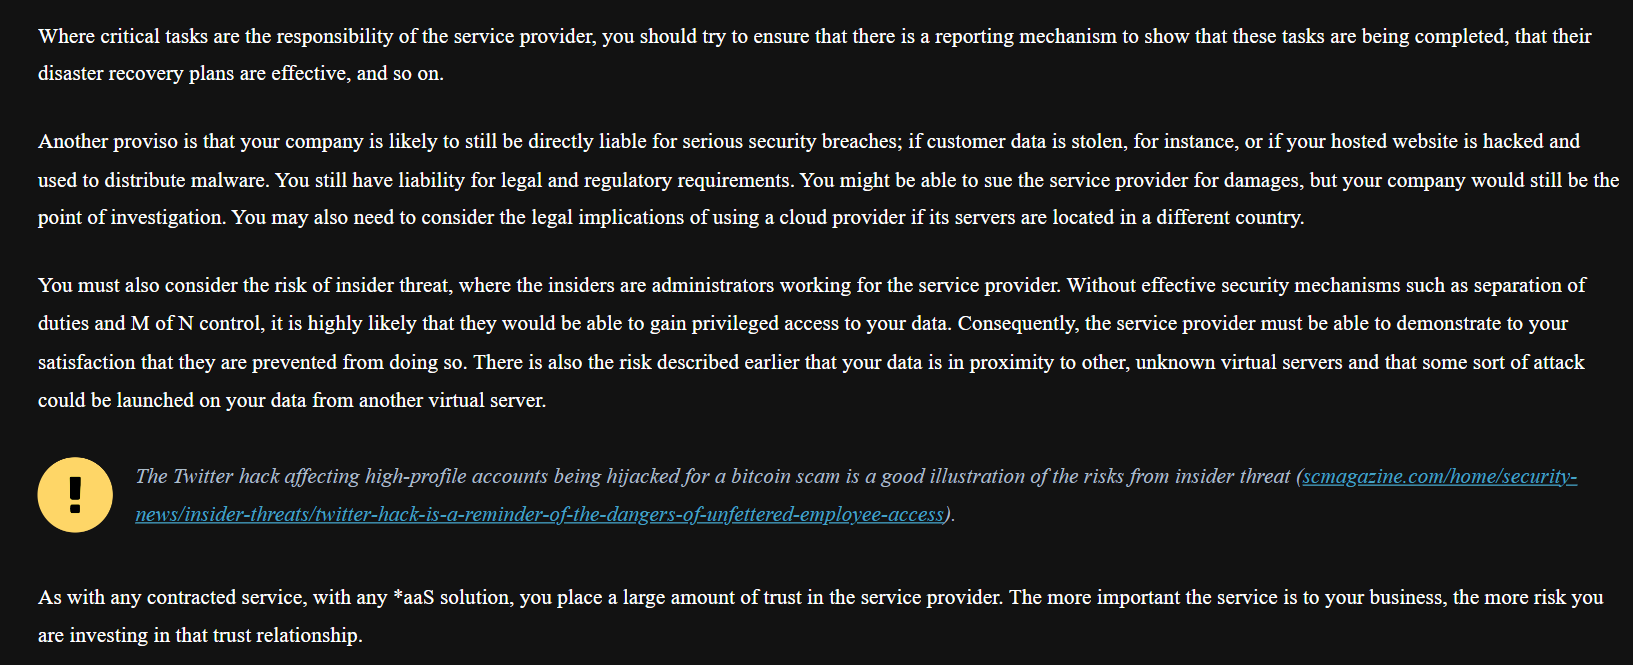 Where critical tasks are the responsibility of the service provider, you should try to ensure that there is a reporting mechanism to show that these tasks are being completed, that their
disaster recovery plans are effective, and so on.
Another proviso is that your company is likely to still be directly liable for serious security breaches; if customer data is stolen, for instance, or if your hosted website is hacked and
used to distribute malware. You still have liability for legal and regulatory requirements. You might be able to sue the service provider for damages, but your company would still be the
point of investigation. You may also need to consider the legal implications of using a cloud provider if its servers are located in a different country.
You must also consider the risk of insider threat, where the insiders are administrators working for the service provider. Without effective security mechanisms such as separation of
duties and M of N control, it is highly likely that they would be able to gain privileged access to your data. Consequently, the service provider must be able to demonstrate to your
satisfaction that they are prevented from doing so. There is also the risk described earlier that your data is in proximity to other, unknown virtual servers and that some sort of attack
could be launched on your data from another virtual server.
The Twitter hack affecting high-profile accounts being hijacked for a bitcoin scam is a good illustration of the risks from insider threat (scmagazine.com/home/security-
news/insider-threats/twitter-hack-is-a-reminder-of-the-dangers-of-unfettered-employee-access).
As with any contracted service, with any *aaS solution, you place a large amount of trust in the service provider. The more important the service is to your business, the more risk you
are investing in that trust relationship.